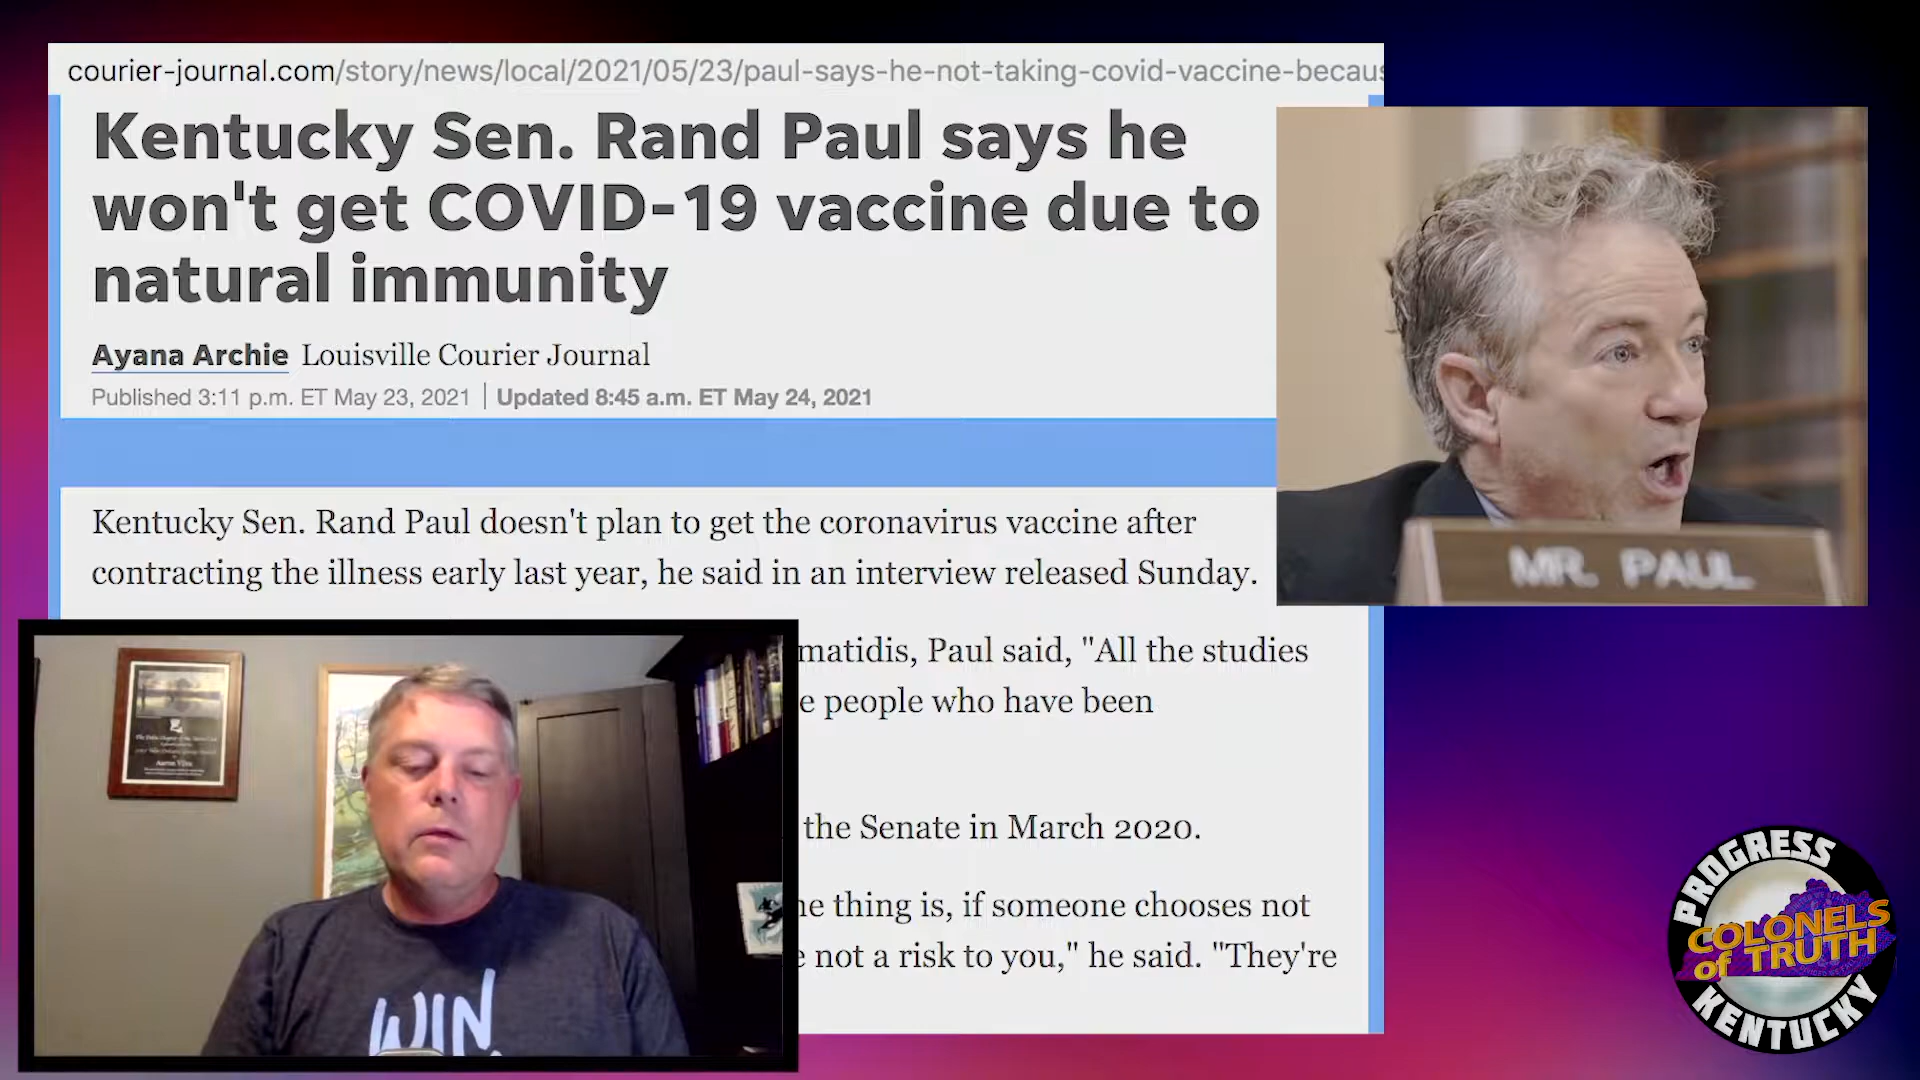 courier-journal.com/story/news/local/2021/05/23/paul-says-he-not-taking-covid-vaccine-becaus
Kentucky Sen. Rand Paul says he
won't get COVID-19 vaccine due to
natural immunity
Ayana Archie Louisville Courier Journal
Published 3:11 p.m. ET May 23, 2021 | Updated 8:45 a.m. ET May 24, 2021
Kentucky Sen. Rand Paul doesn't plan to get the coronavirus vaccine after
contracting the illness early last year, he said in an interview released Sunday.
matidis, Paul said, "All the studies
e people who have been
the Senate in March 2020.
he thing is, if someone chooses not
e not a risk to you," he said. "They're
MR. PAUL
WIN
PROGRESS
COLONELS
of TRUTH
KENTUCKY